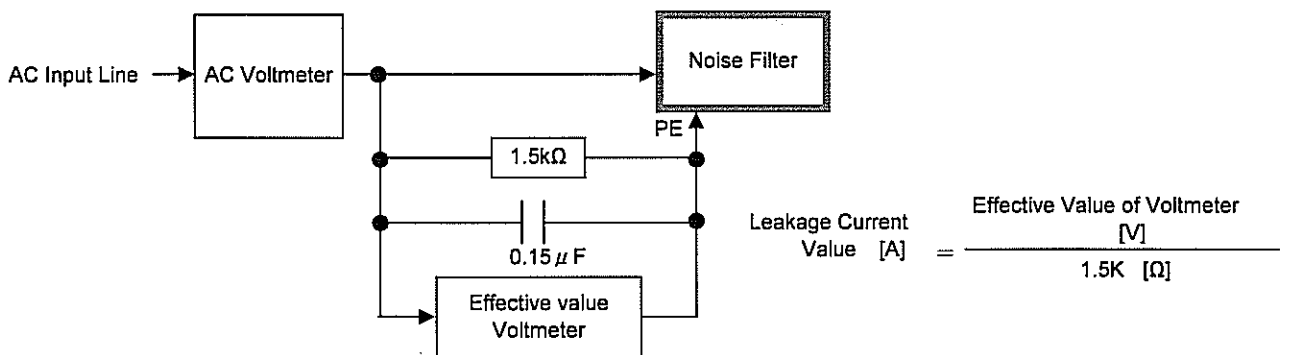 AC Input Line
AC Voltmeter
Noise Filter
PE
1.5kΩ
0.15μF
Effective value
Voltmeter
Leakage Current
Value [A]
=
Effective Value of Voltmeter
[V]
1.5K [Ω]